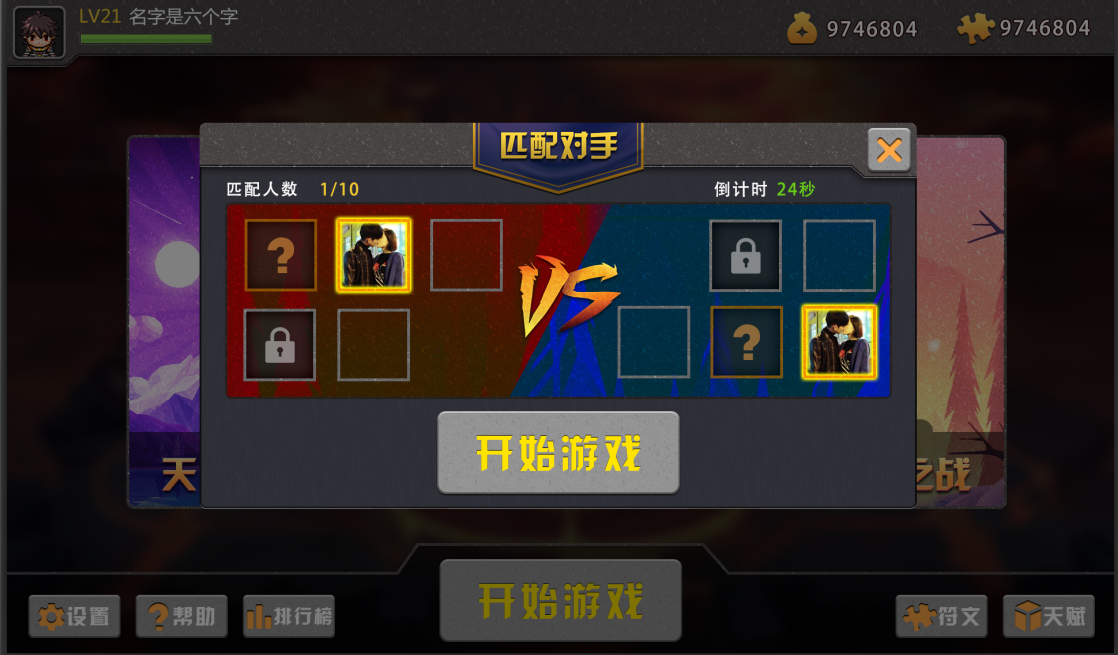 LV21 名字是六个字
9746804
9746804
匹配对手
匹配人数 1/10
倒计时 24秒
?
VS
?
开始游戏
天
之战
开始游戏
设置
?帮助
排行榜
符文
天赋